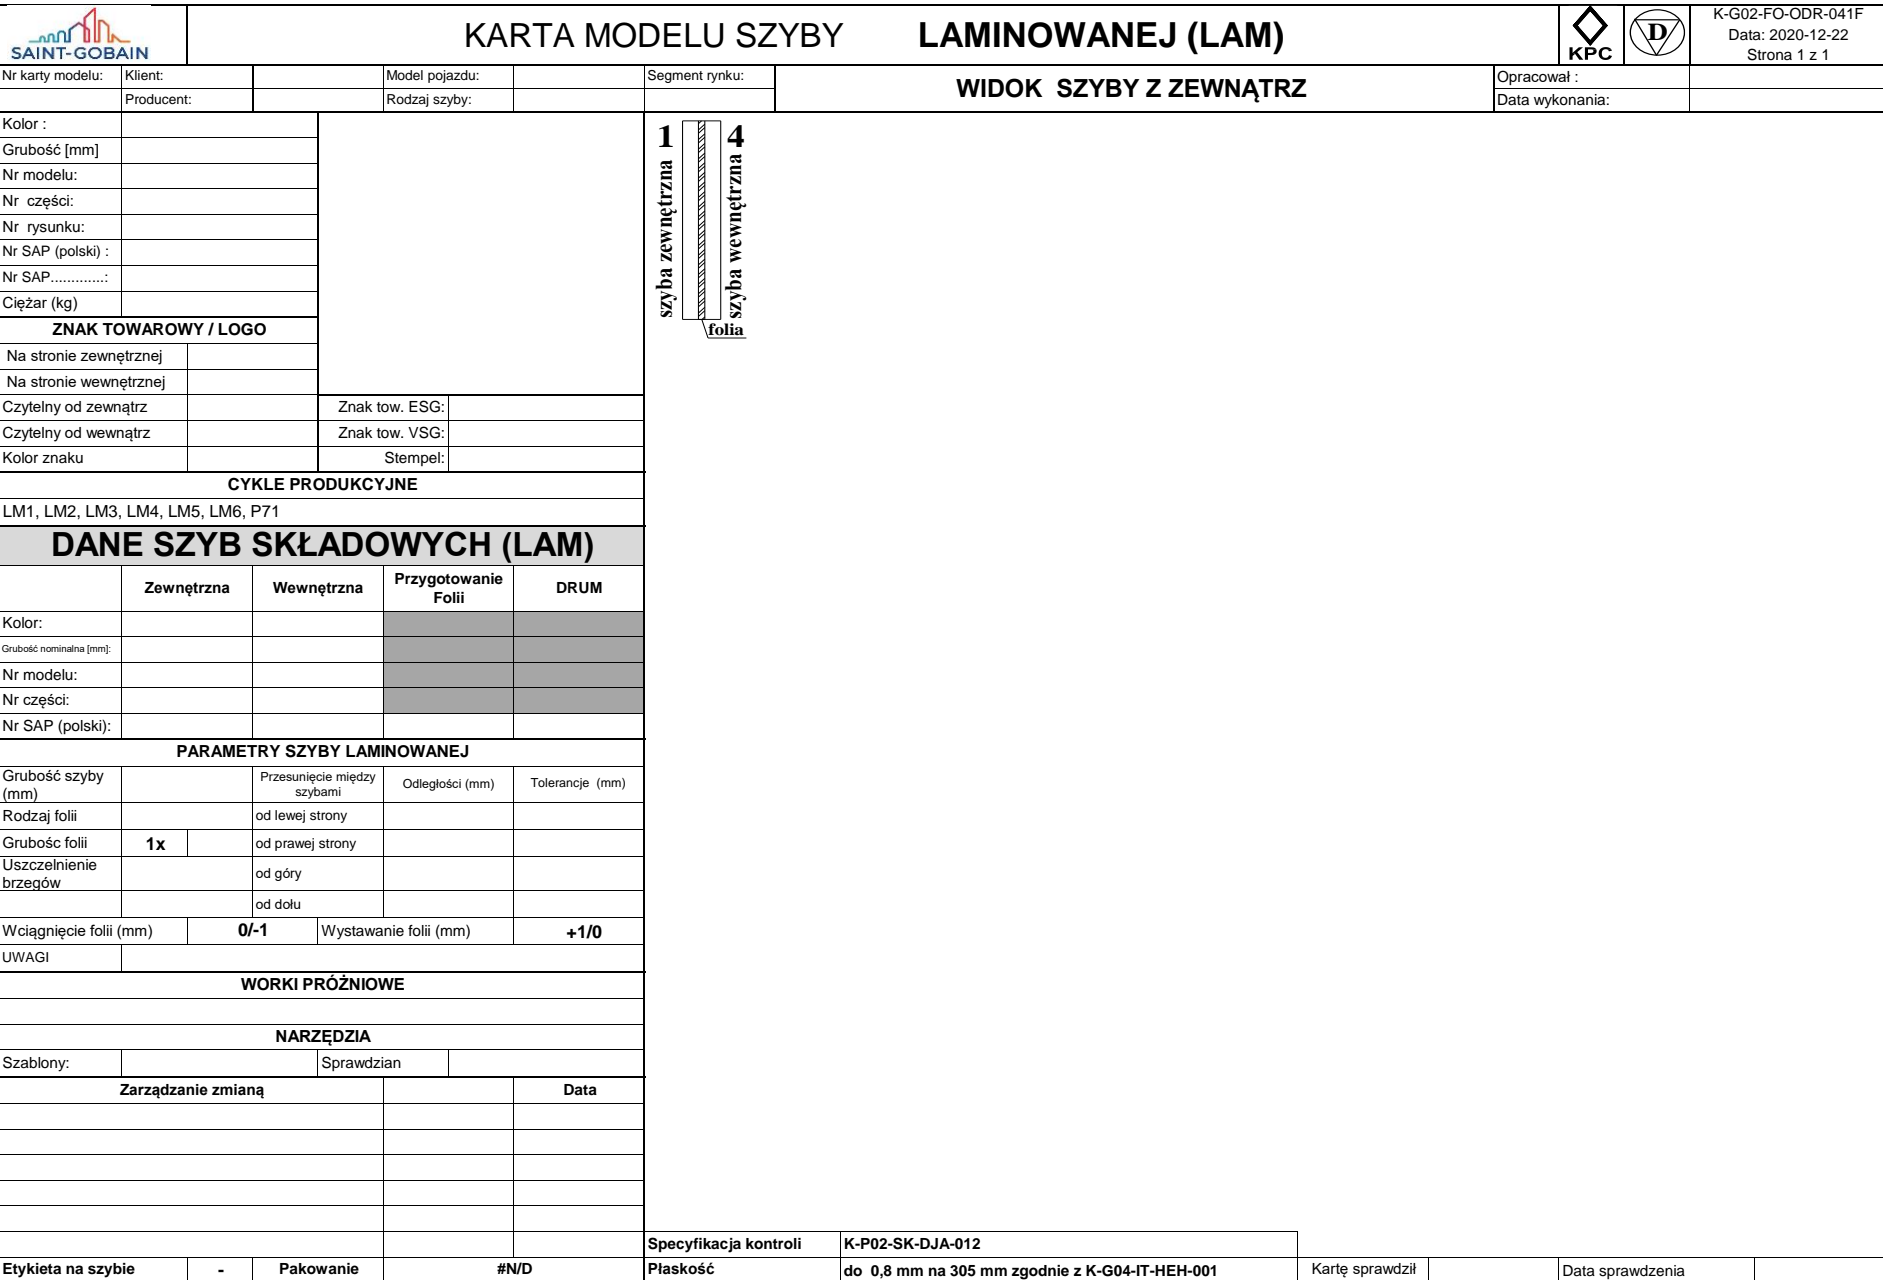 SAINT-GOBAIN
KARTA MODELU SZYBY LAMINOWANEJ (LAM)
KPC
D
K-G02-FO-ODR-041F
Data: 2020-12-22
Strona 1 z 1
Nr karty modelu: Klient: Model pojazdu: Segment rynku:
Producent: Rodzaj szyby:
WIDOK SZYBY Z ZEWNĄTRZ
Opracował :
Data wykonania:
Kolor :
Grubość [mm]
Nr modelu:
Nr części:
Nr rysunku:
Nr SAP (polski) :
Nr SAP.............:
Ciężar (kg)
ZNAK TOWAROWY / LOGO
Na stronie zewnętrznej
Na stronie wewnętrznej
Czytelny od zewnątrz Znak tow. ESG:
Czytelny od wewnątrz Znak tow. VSG:
Kolor znaku Stempel:
1 4
szyba zewnętrzna
szyba wewnętrzna
folia
CYKLE PRODUKCYJNE
LM1, LM2, LM3, LM4, LM5, LM6, P71
DANE SZYB SKŁADOWYCH (LAM)
Zewnętrzna Wewnętrzna Przygotowanie Folii DRUM
Kolor:
Grubość nominalna [mm]:
Nr modelu:
Nr części:
Nr SAP (polski):
PARAMETRY SZYBY LAMINOWANEJ
Grubość szyby (mm) Przesunięcie między szybami Odległości (mm) Tolerancje (mm)
Rodzaj folii od lewej strony
Grubośc folii 1x od prawej strony
Uszczelnienie brzegów od góry
od dołu
Wciągnięcie folii (mm) 0/-1 Wystawanie folii (mm) +1/0
UWAGI
WORKI PRÓŻNIOWE
NARZĘDZIA
Szablony: Sprawdzian
Zarządzanie zmianą Data
Specyfikacja kontroli K-P02-SK-DJA-012
Etykieta na szybie - Pakowanie #N/D Płaskość do 0,8 mm na 305 mm zgodnie z K-G04-IT-HEH-001 Kartę sprawdził Data sprawdzenia